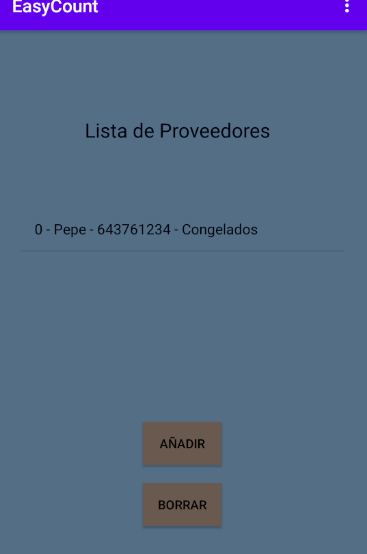 EasyCount
Lista de Proveedores
0 - Pepe - 643761234 - Congelados
AÑADIR
BORRAR